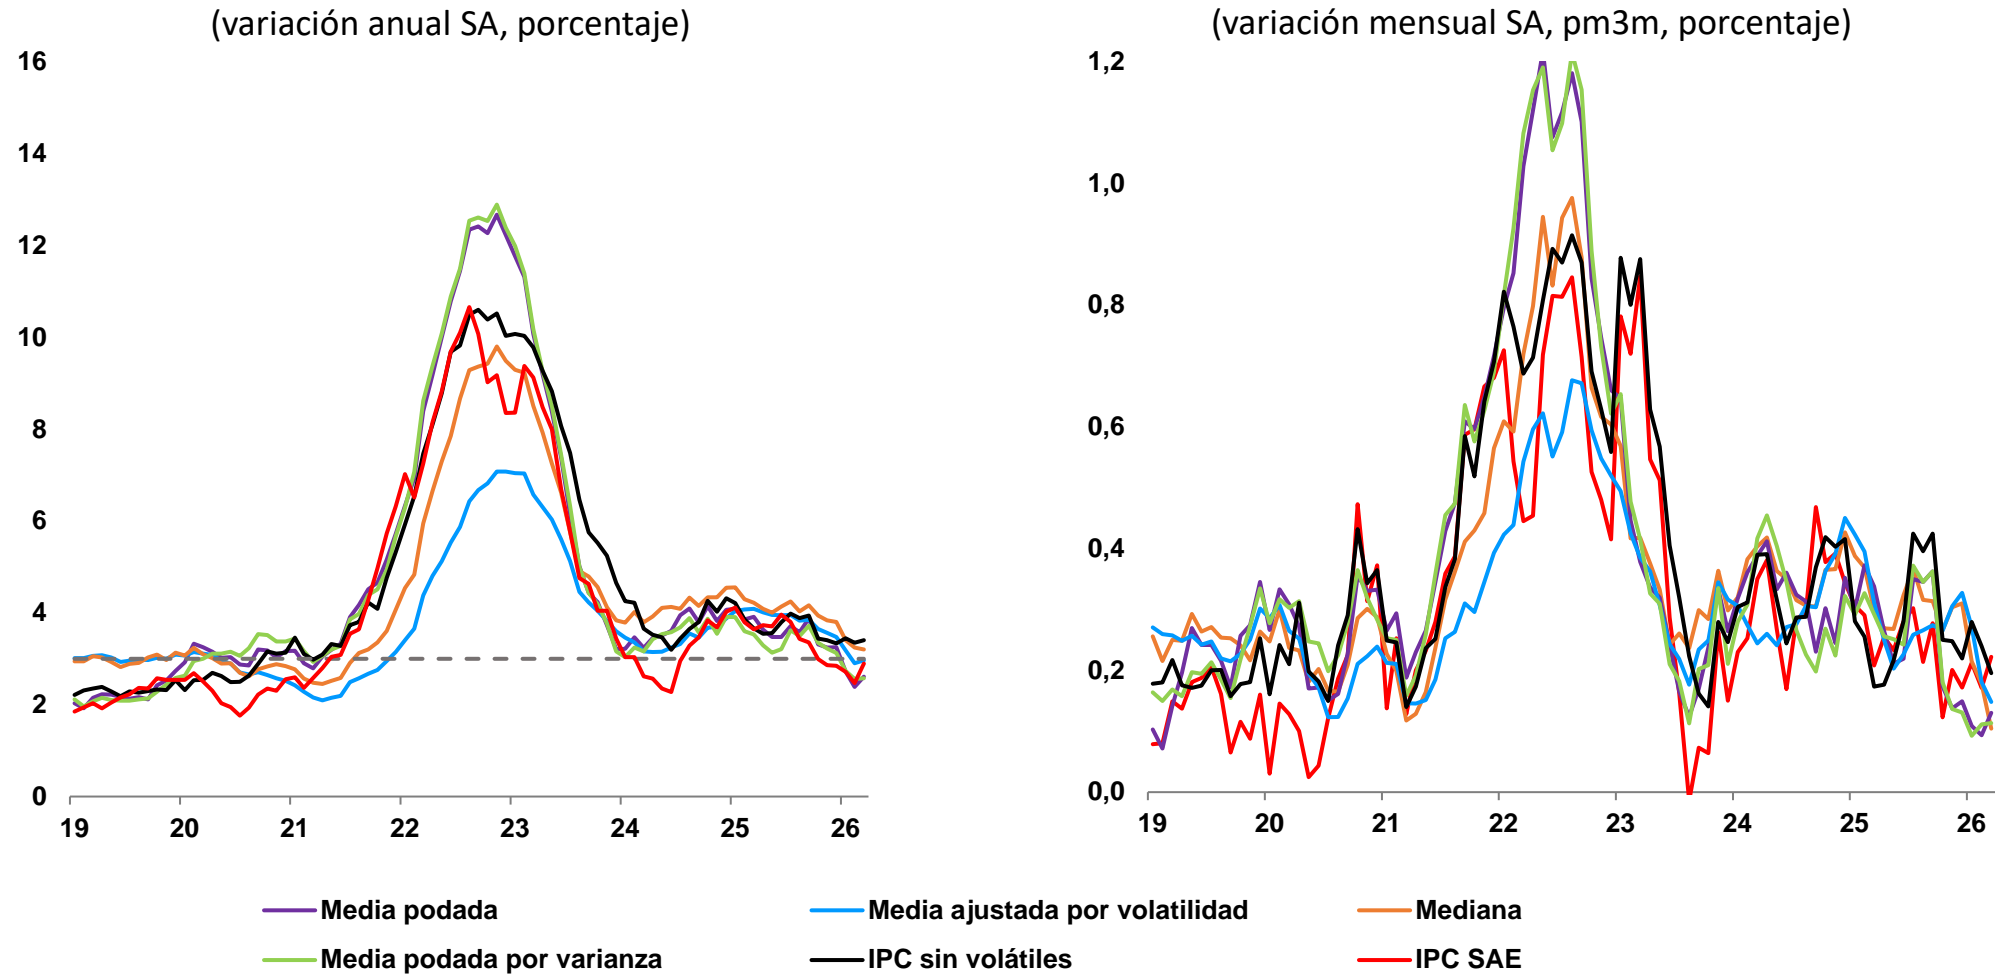 (variación anual SA, porcentaje)
16
14
12
10
8
6
4
2
0
19 20 21 22 23 24 25 26
(variación mensual SA, pm3m, porcentaje)
1,2
1,0
0,8
0,6
0,4
0,2
0,0
19 20 21 22 23 24 25 26
Media podada Media ajustada por volatilidad Mediana
Media podada por varianza IPC sin volátiles IPC SAE